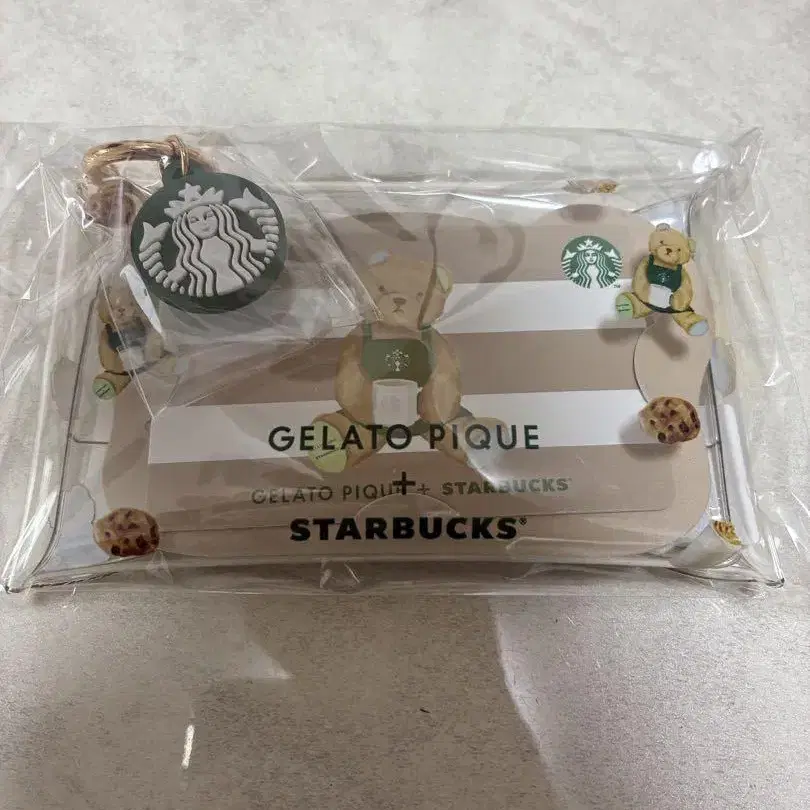 GELATO PIQUE
GELATO PIQUE + STARBUCKS®
+
STARBUCKS®